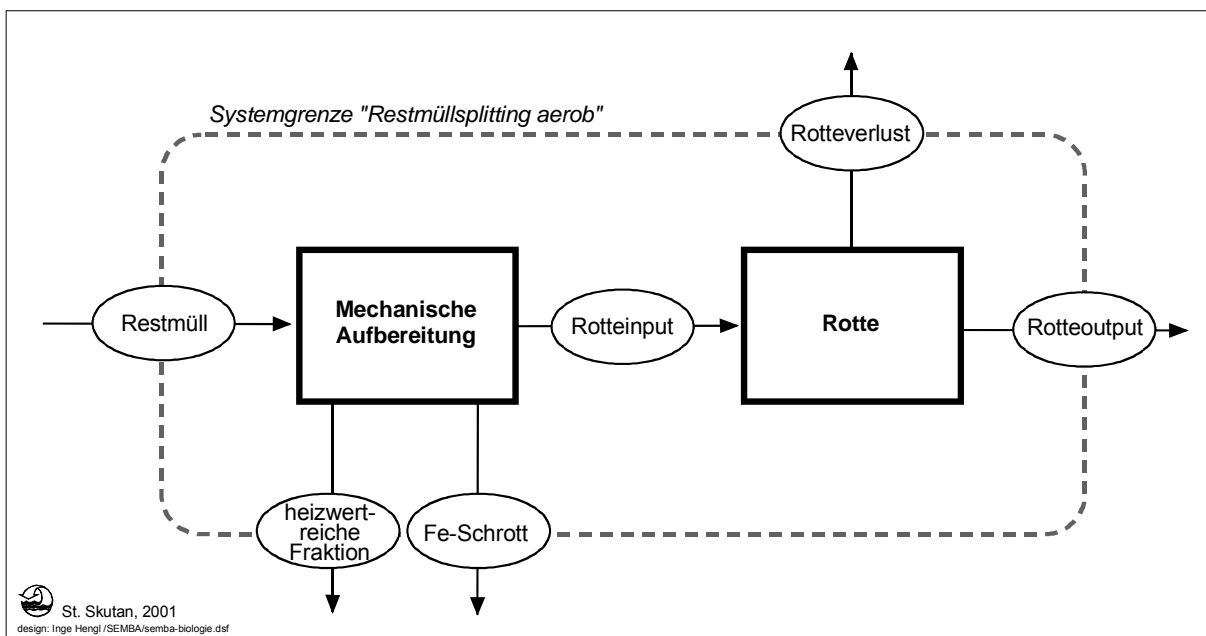 Systemgrenze "Restmüllsplitting aerob"
Rotteverlust
Restmüll
Mechanische
Aufbereitung
Rotteinput
Rotte
Rotteoutput
heizwert-
reiche
Fraktion
Fe-Schrott
St. Skutan, 2001
design: Inge Hengl /SEMBA/semba-biologie.dsf